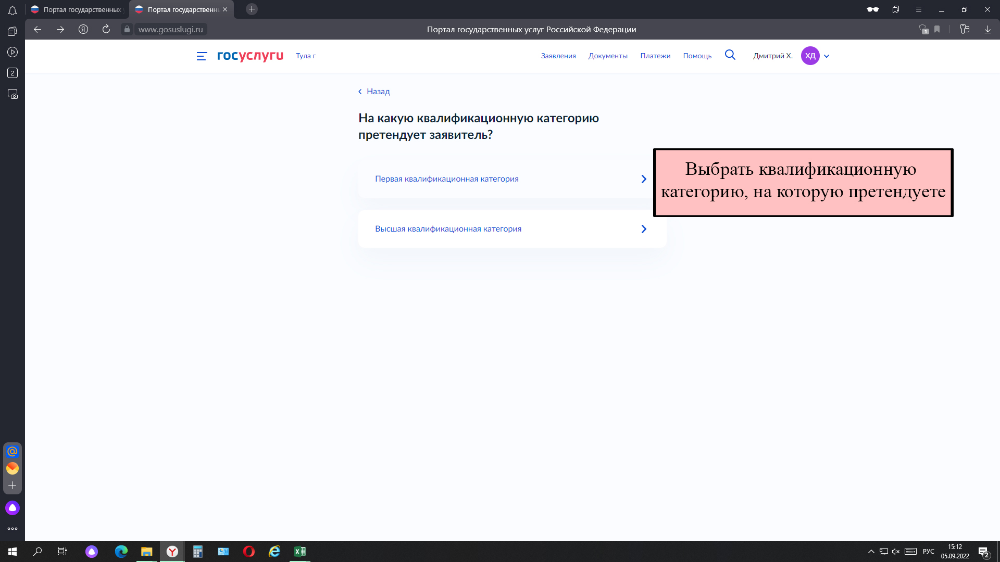 Портал государственных
Портал государственн
www.gosuslugi.ru
Портал государственных услуг Российской Федерации
1
2
госуслуги
Тула г
Заявления
Документы
Платежи
Помощь
Дмитрий Х.
ХД
Назад
На какую квалификационную категорию
претендует заявитель?
Первая квалификационная категория
Высшая квалификационная категория
Выбрать квалификационную
категорию, на которую претендуете
РУС
15:12
05.09.2022
2